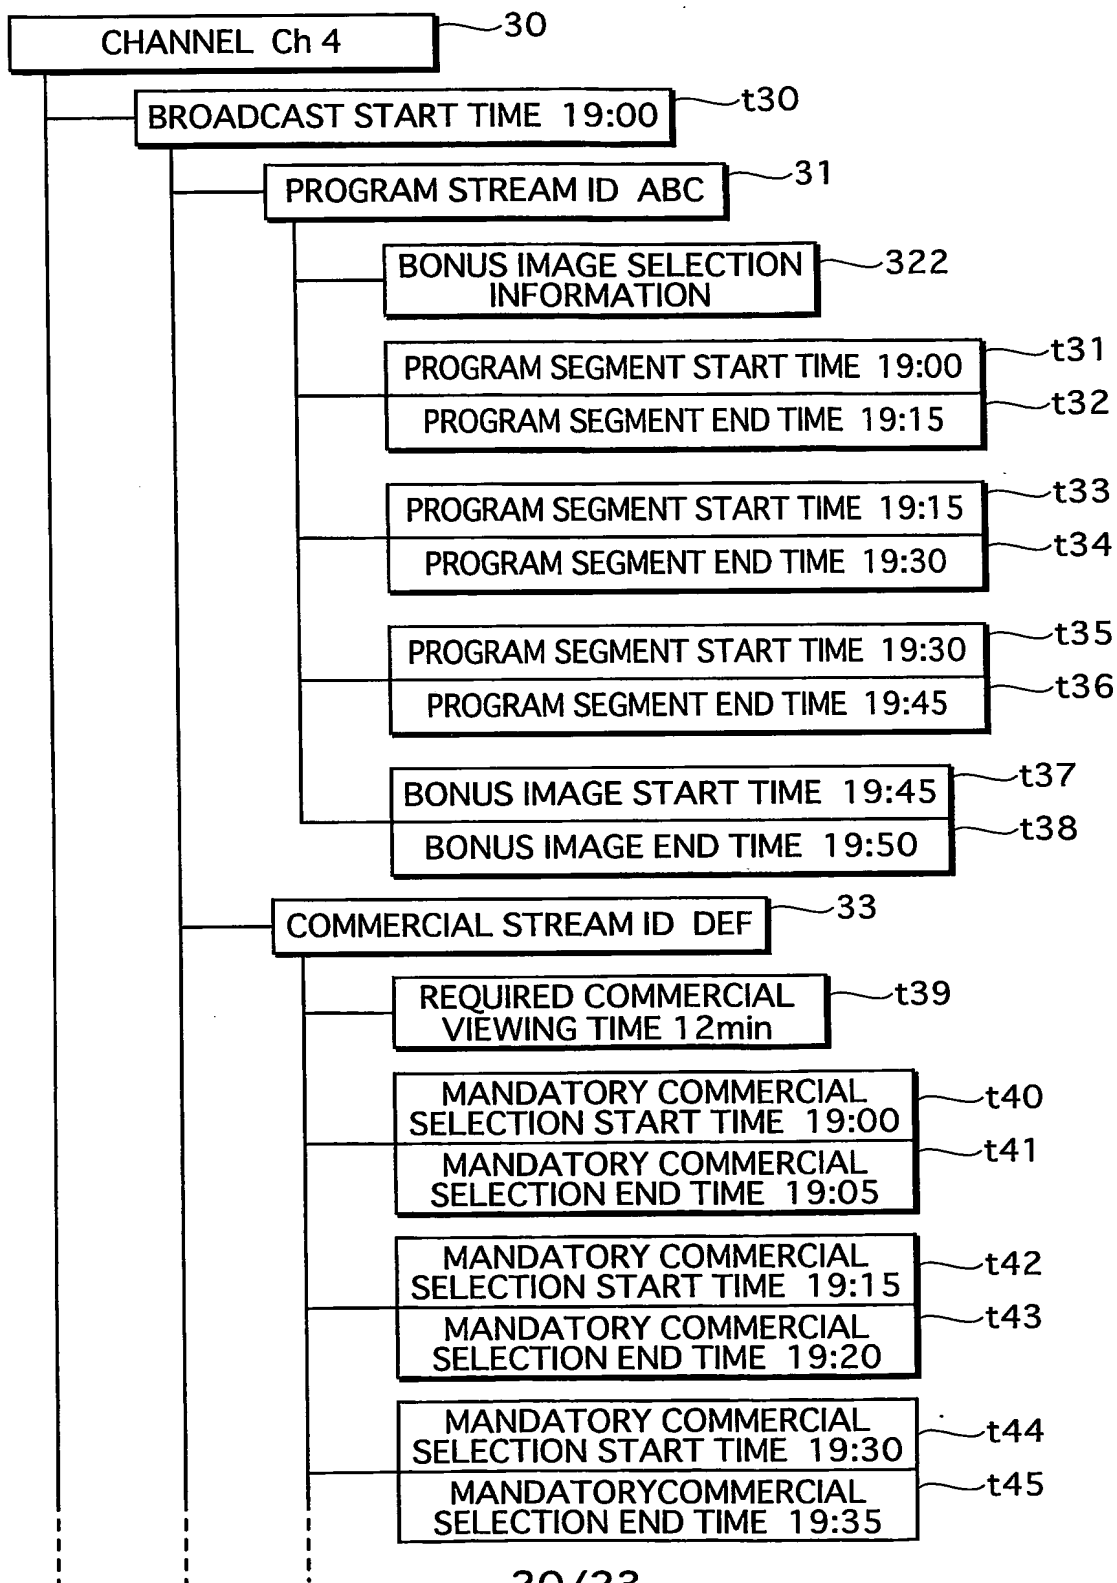 CHANNEL Ch 4
30
BROADCAST START TIME 19:00
t30
PROGRAM STREAM ID ABC
31
BONUS IMAGE SELECTION
INFORMATION
322
PROGRAM SEGMENT START TIME 19:00
t31
PROGRAM SEGMENT END TIME 19:15
t32
PROGRAM SEGMENT START TIME 19:15
t33
PROGRAM SEGMENT END TIME 19:30
t34
PROGRAM SEGMENT START TIME 19:30
t35
PROGRAM SEGMENT END TIME 19:45
t36
BONUS IMAGE START TIME 19:45
t37
BONUS IMAGE END TIME 19:50
t38
COMMERCIAL STREAM ID DEF
33
REQUIRED COMMERCIAL
VIEWING TIME 12min
t39
MANDATORY COMMERCIAL
SELECTION START TIME 19:00
t40
MANDATORY COMMERCIAL
SELECTION END TIME 19:05
t41
MANDATORY COMMERCIAL
SELECTION START TIME 19:15
t42
MANDATORY COMMERCIAL
SELECTION END TIME 19:20
t43
MANDATORY COMMERCIAL
SELECTION START TIME 19:30
t44
MANDATORYCOMMERCIAL
SELECTION END TIME 19:35
t45
20/23